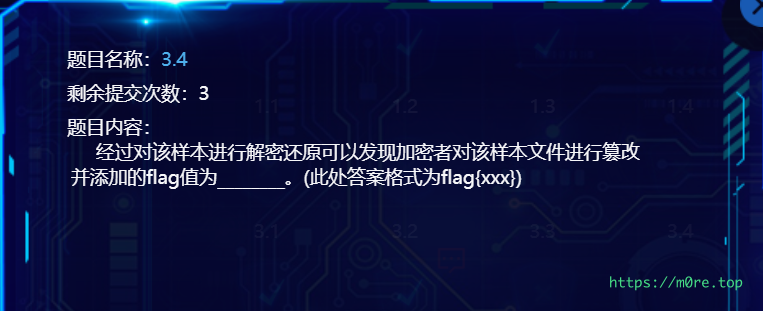 题目名称：3.4
剩余提交次数：3
题目内容：
经过对该样本进行解密还原可以发现加密者对该样本文件进行篡改
并添加的flag值为________。(此处答案格式为flag{xxx})
1.1 1.2 1.3 1.4
3.1 3.2 3.3 3.4
https://m0re.top